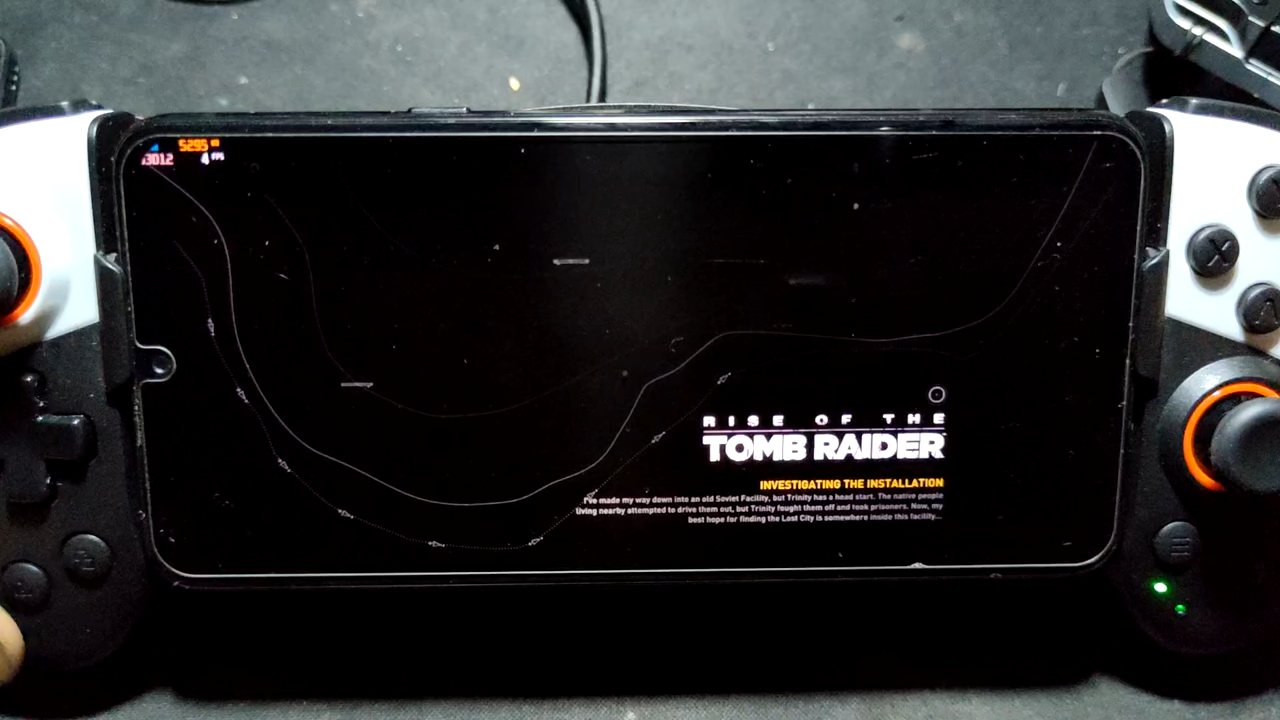 5295 MB
4 FPS
RISE OF THE
TOMB RAIDER
INVESTIGATING THE INSTALLATION
I've made my way down into an old Soviet Facility, but Trinity has a head start. The native people
living nearby attempted to drive them out, but Trinity fought them off and took prisoners. Now, my
best hope for finding the Lost City is somewhere inside this facility...
X